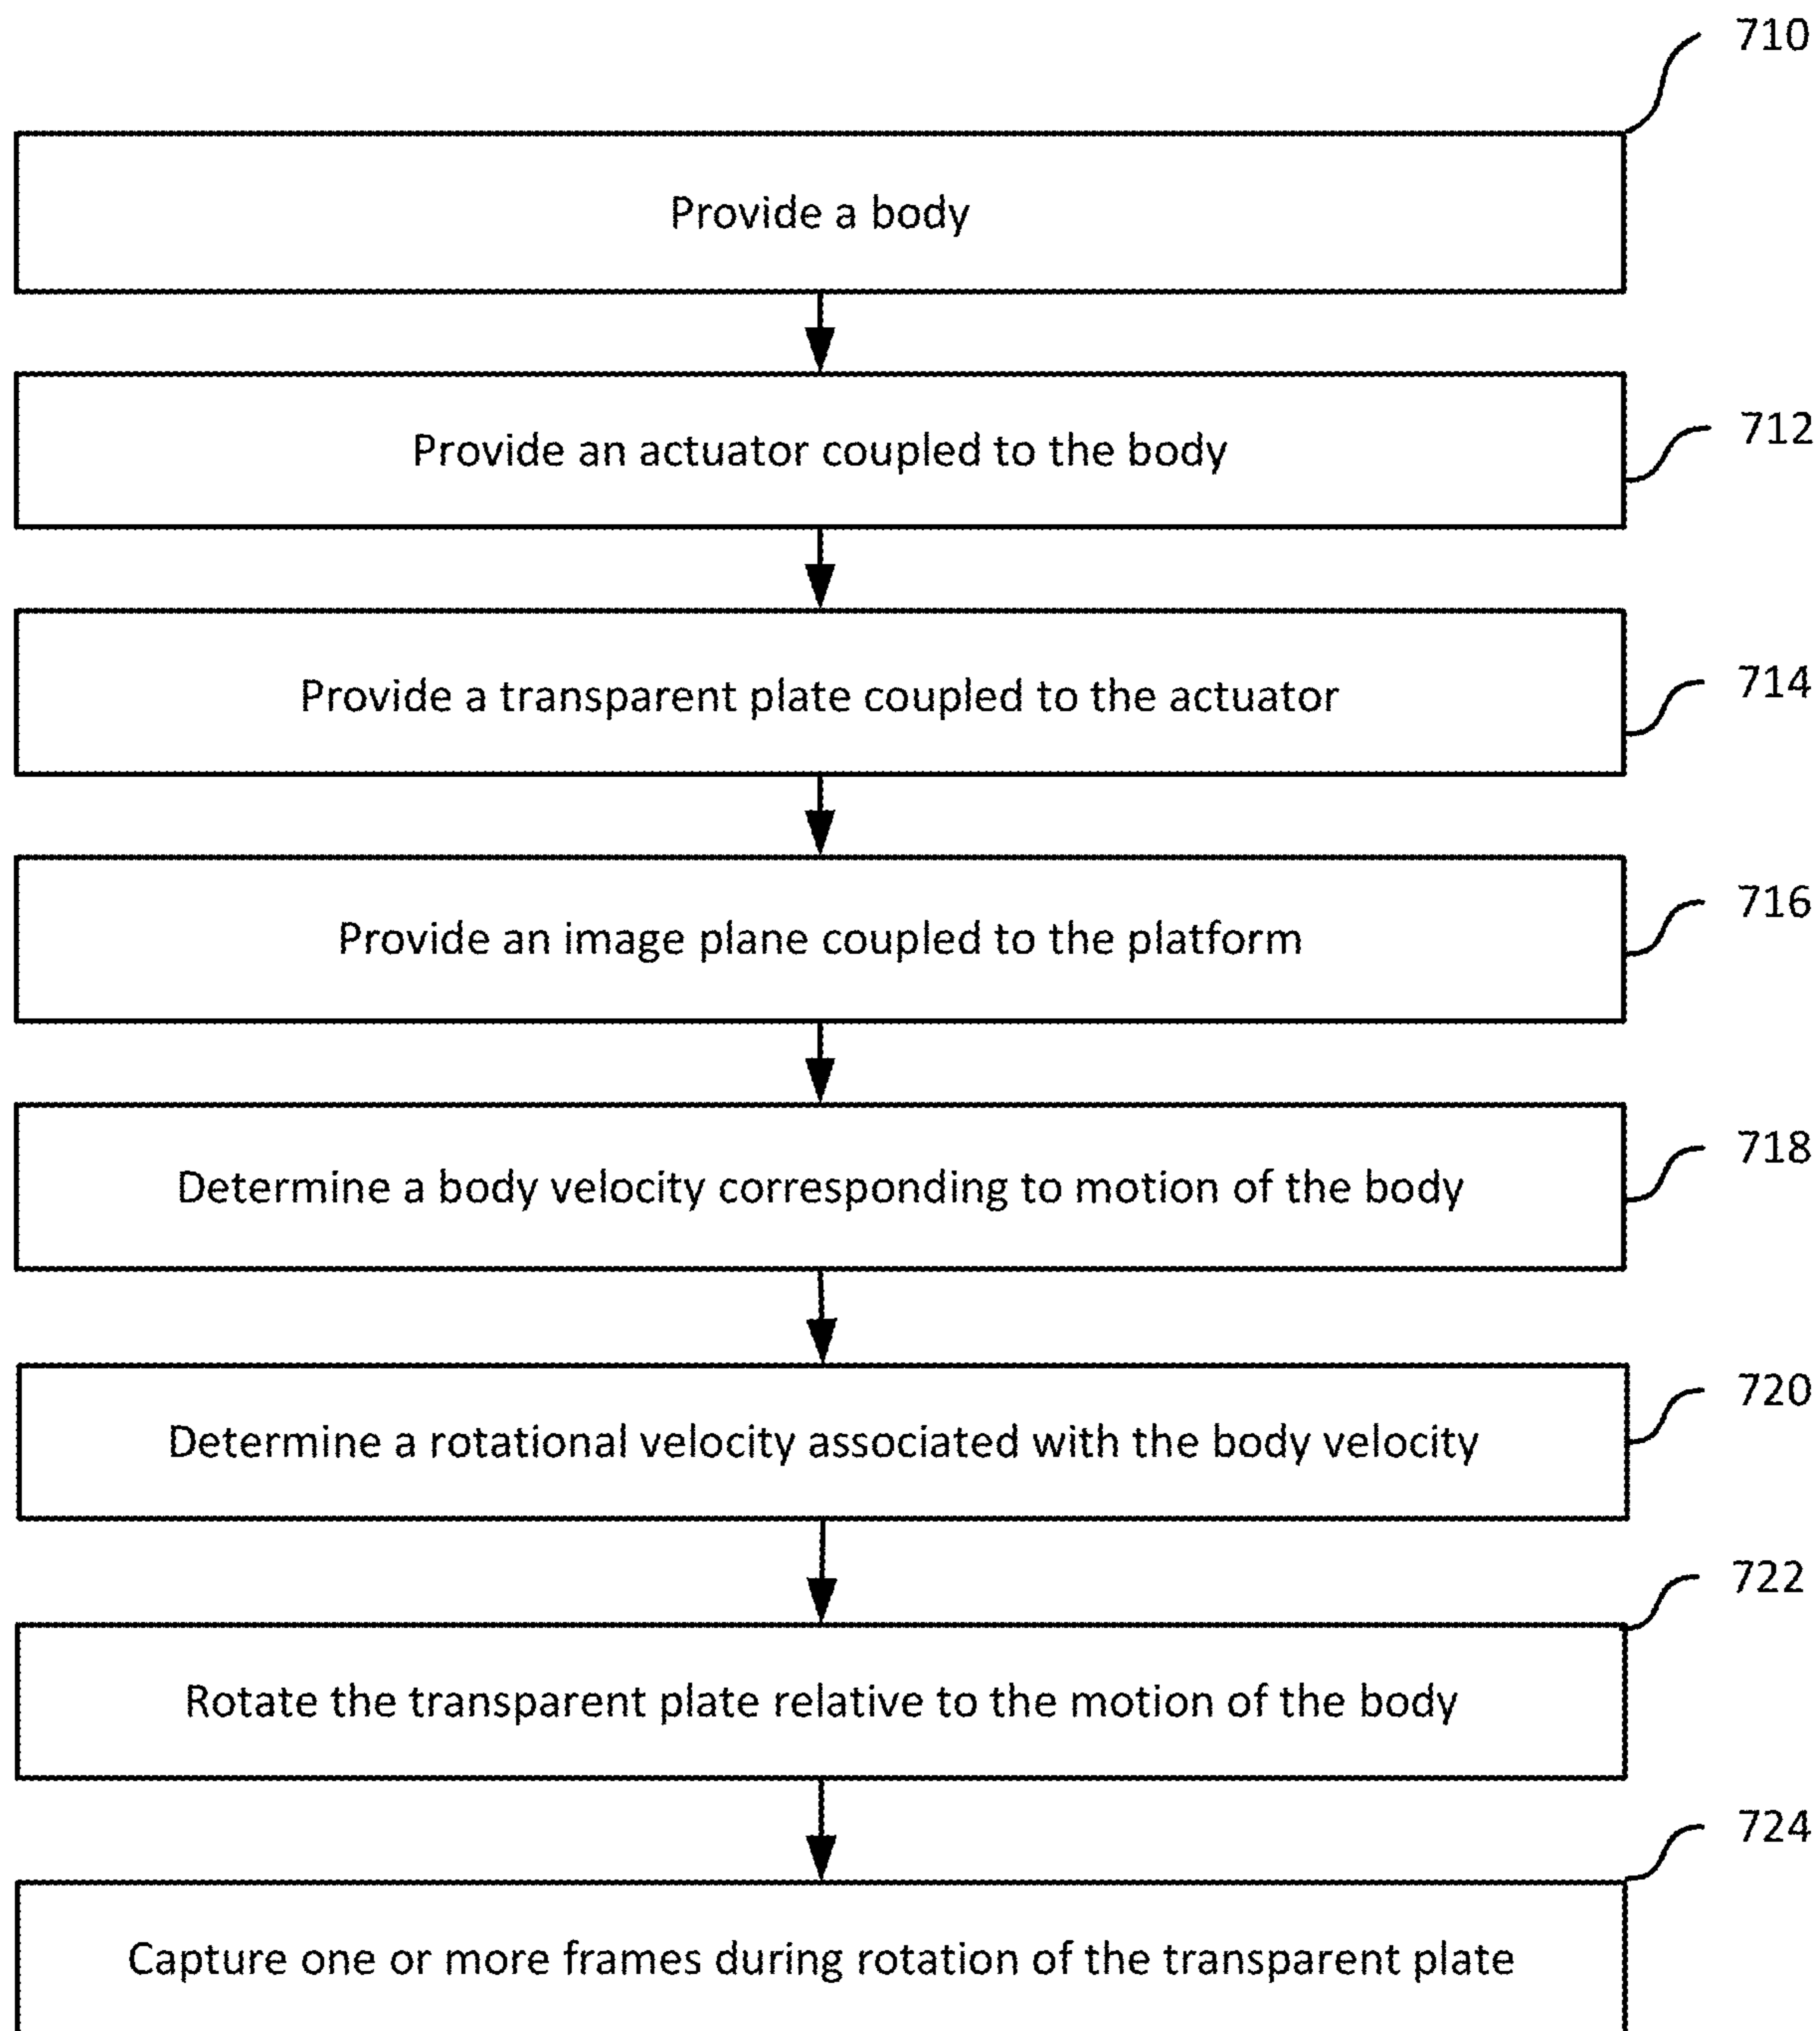 710
Provide a body
712
Provide an actuator coupled to the body
714
Provide a transparent plate coupled to the actuator
716
Provide an image plane coupled to the platform
718
Determine a body velocity corresponding to motion of the body
720
Determine a rotational velocity associated with the body velocity
722
Rotate the transparent plate relative to the motion of the body
724
Capture one or more frames during rotation of the transparent plate